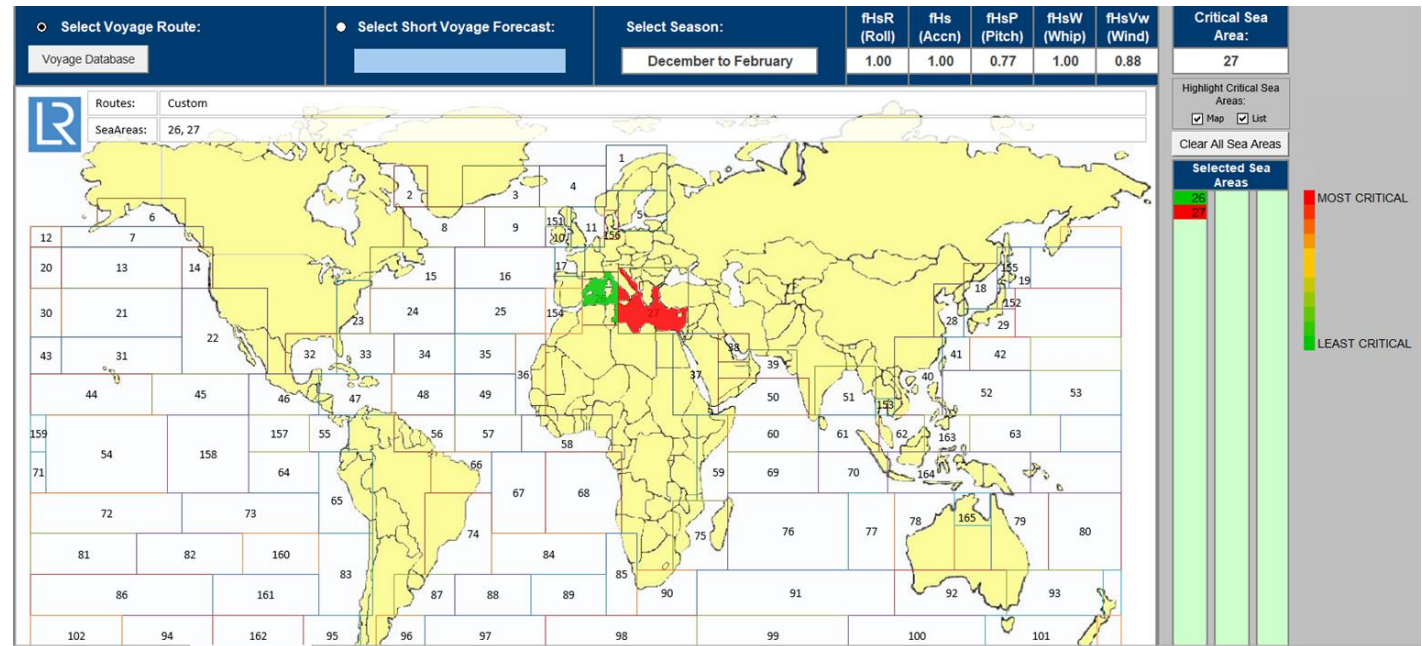 Select Voyage Route:
Voyage Database
Select Short Voyage Forecast:
Select Season:
December to February
fHsR (Roll) fHs (Accn) fHsP (Pitch) fHsW (Whip) fHsVw (Wind)
1.00 1.00 0.77 1.00 0.88
Critical Sea
Area:
27
Highlight Critical Sea
Areas:
Map List
Clear All Sea Areas
Selected Sea
Areas
26
27
MOST CRITICAL
LEAST CRITICAL
LR
Routes: Custom
SeaAreas: 26, 27
1
2 3 4
6 8 9 151 10 11 156 5
12 7
20 13 14 15 16 17 18 155 19
30 21 22 23 24 25 154 26 27 28 152 29
43 31 32 33 34 35 36 37 38 39 40 41 42
44 45 46 47 48 49 50 51 153 52 53
159 54 158 157 55 56 57 58 60 61 62 163 63
71 64 65 66 67 68 59 69 70 164
72 73 74 75 76 77 78 165 79 80
81 82 160 83 84 85
86 161 87 88 89 90 91 92 93
102 94 162 95 96 97 98 99 100 101